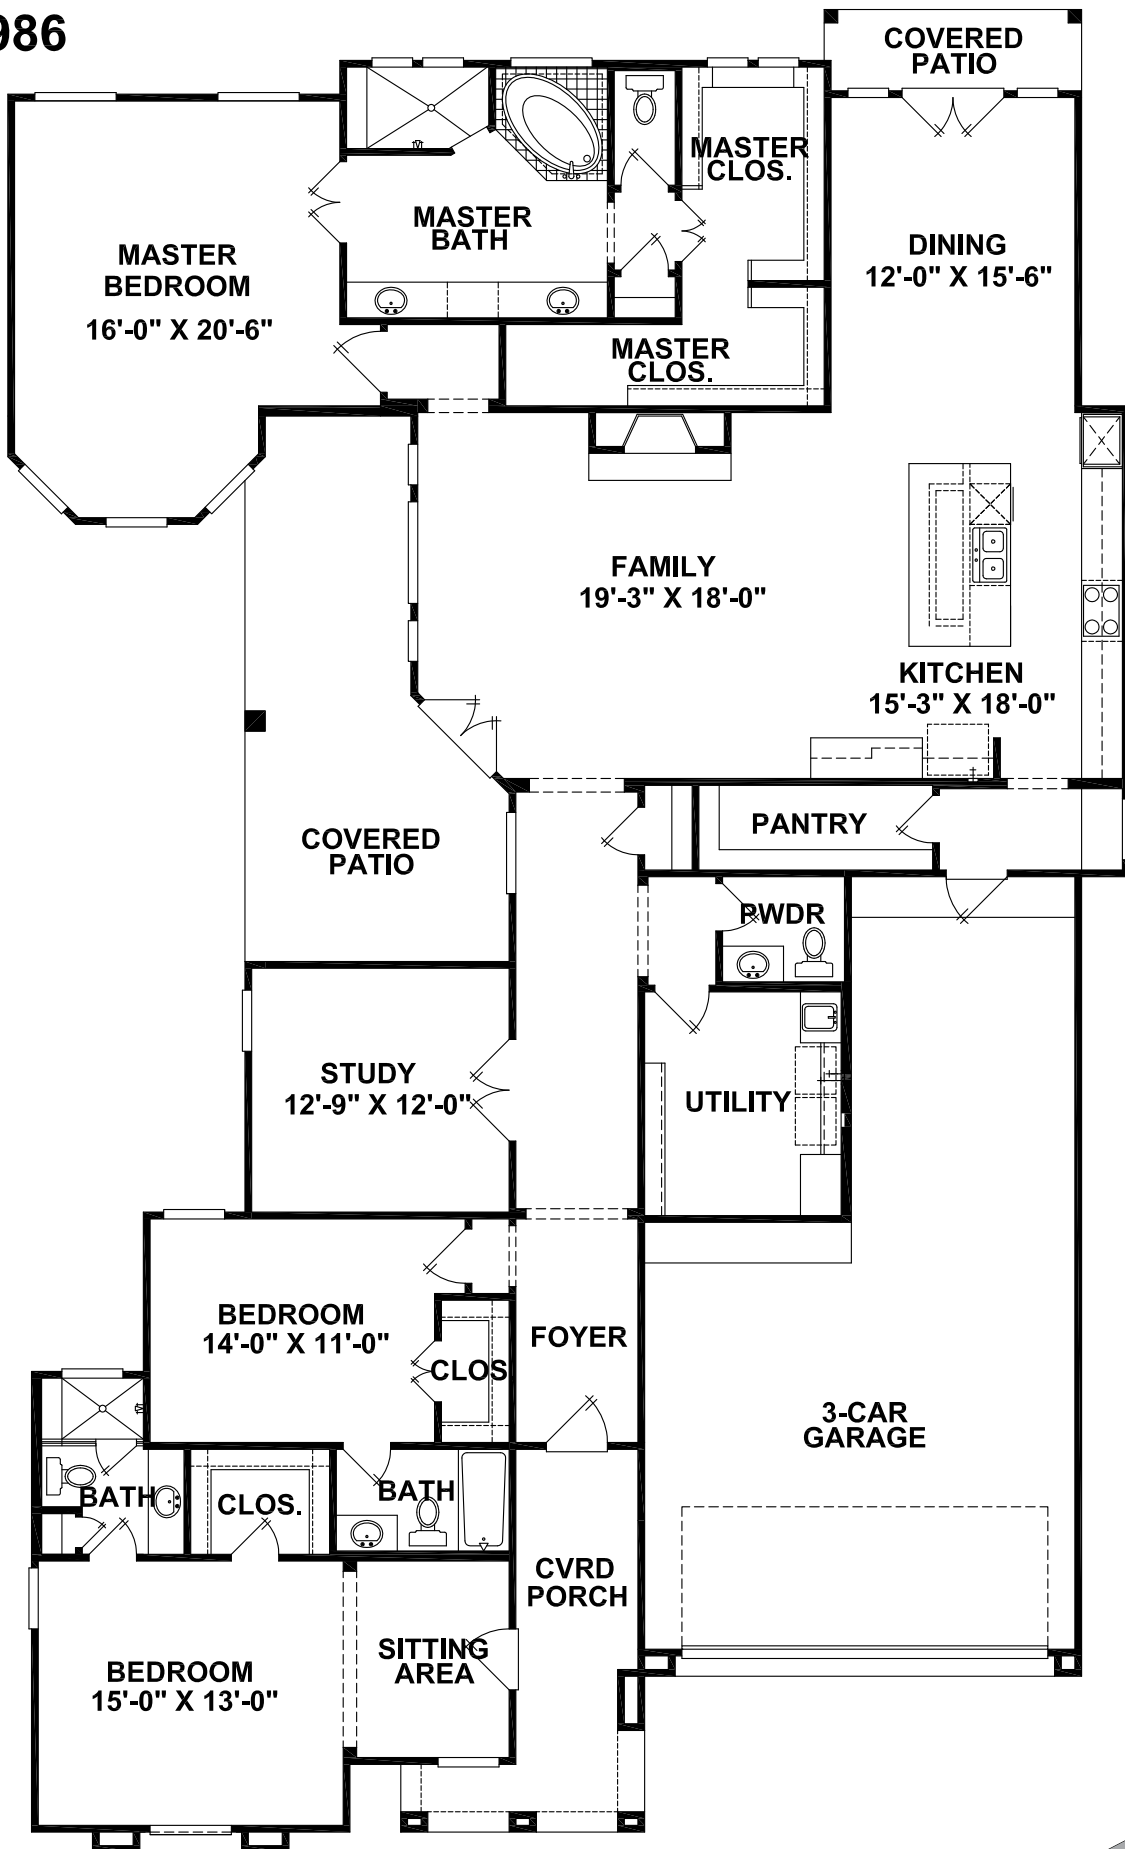 986
COVERED
PATIO
MASTER
CLOS.
MASTER
BATH
MASTER
BEDROOM
16'-0" X 20'-6"
DINING
12'-0" X 15'-6"
MASTER
CLOS.
FAMILY
19'-3" X 18'-0"
KITCHEN
15'-3" X 18'-0"
COVERED
PATIO
PANTRY
PWDR
STUDY
12'-9" X 12'-0"
UTILITY
BEDROOM
14'-0" X 11'-0"
FOYER
CLOS
3-CAR
GARAGE
BATH
CLOS.
BATH
CVRD
PORCH
SITTING
AREA
BEDROOM
15'-0" X 13'-0"